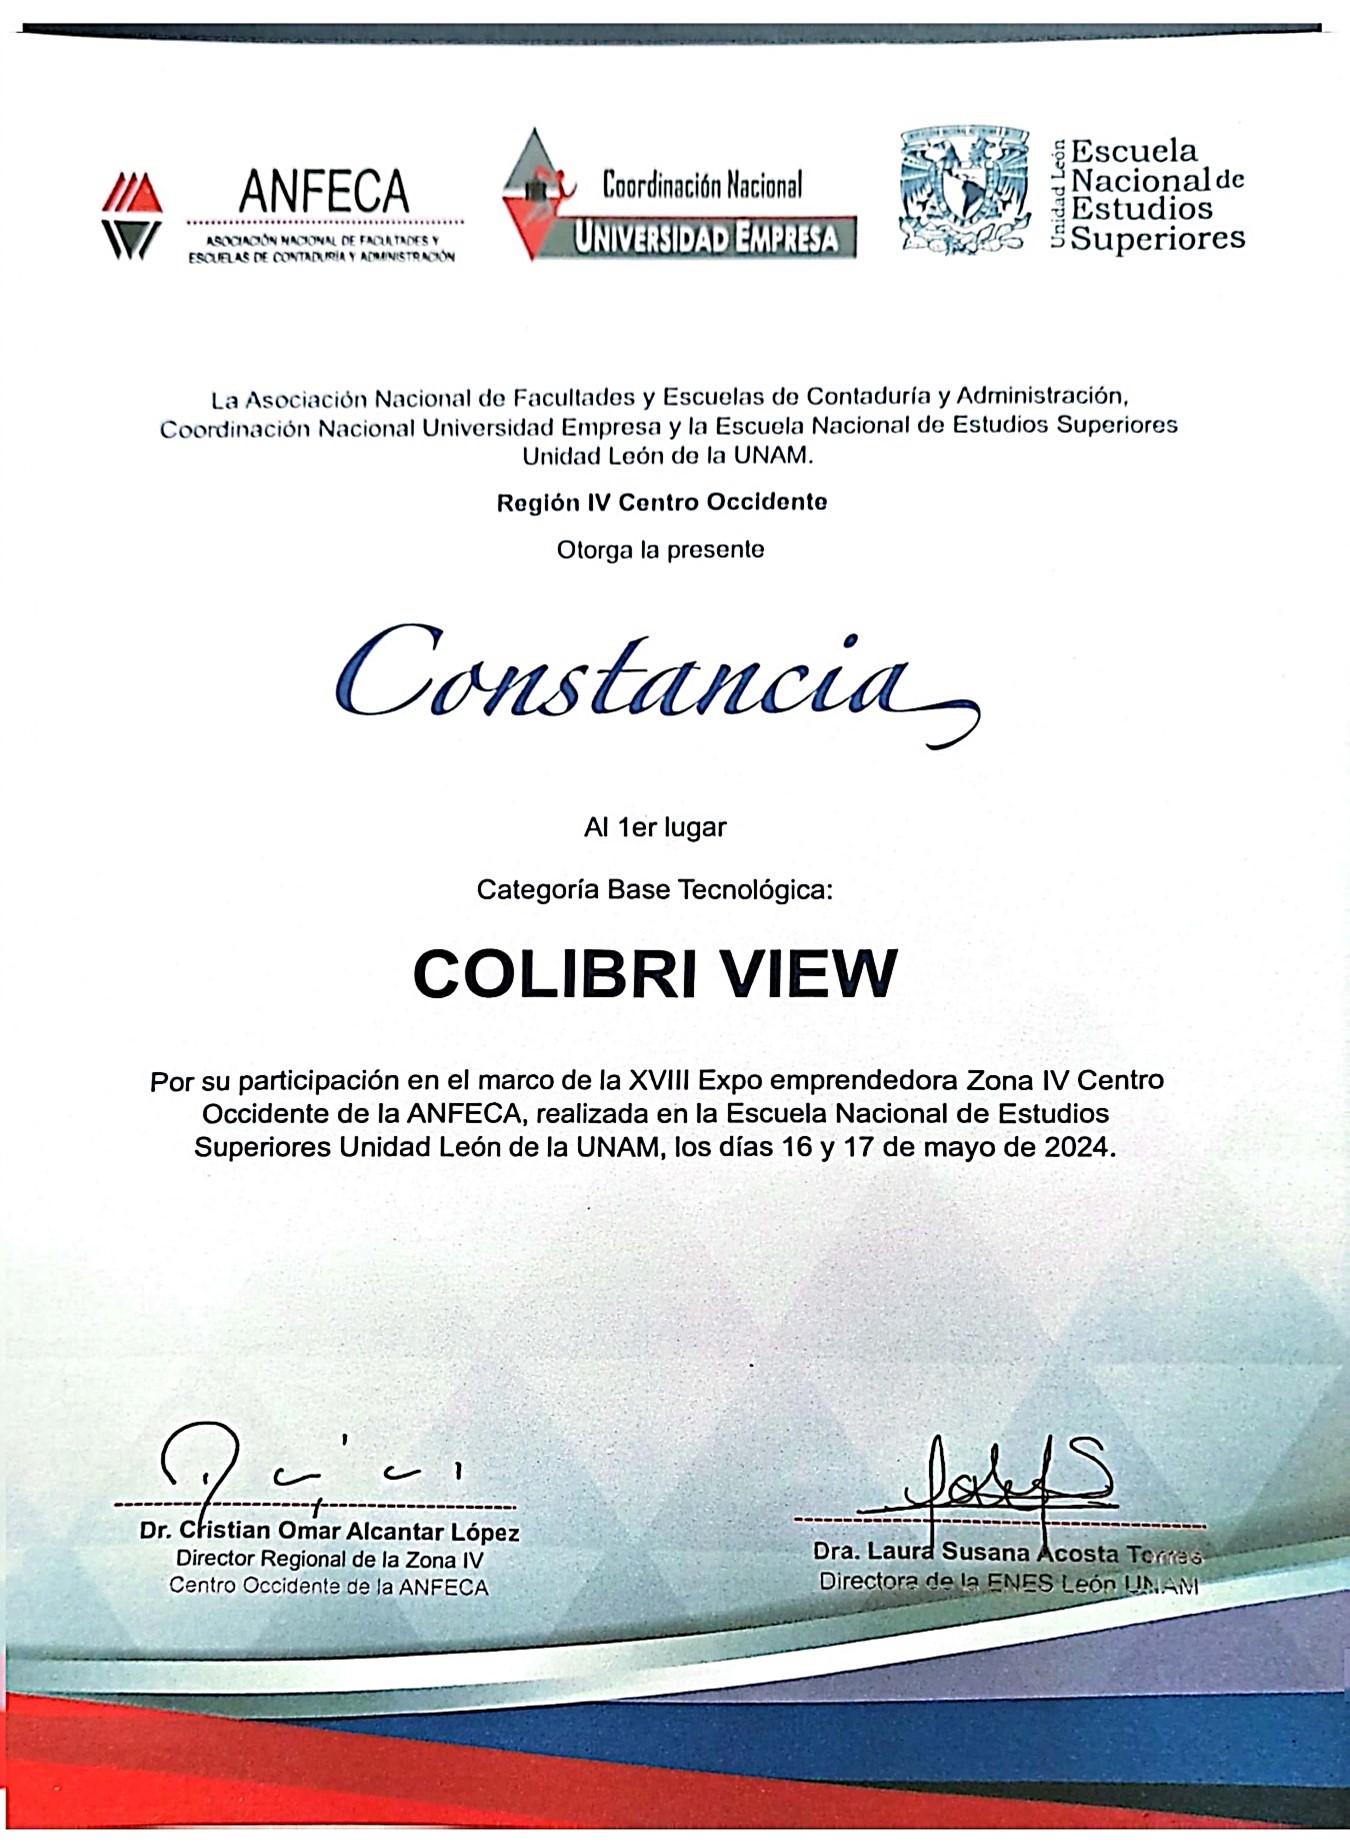 ANFECA
ASOCIACIÓN NACIONAL DE FACULTADES Y
ESCUELAS DE CONTADURÍA Y ADMINISTRACIÓN
Coordinación Nacional
UNIVERSIDAD EMPRESA
Unidad León
Escuela
Nacional de
Estudios
Superiores
La Asociación Nacional de Facultades y Escuelas de Contaduría y Administración,
Coordinación Nacional Universidad Empresa y la Escuela Nacional de Estudios Superiores
Unidad León de la UNAM.
Región IV Centro Occidente
Otorga la presente
Constancia
Al 1er lugar
Categoría Base Tecnológica:
COLIBRI VIEW
Por su participación en el marco de la XVIII Expo emprendedora Zona IV Centro
Occidente de la ANFECA, realizada en la Escuela Nacional de Estudios
Superiores Unidad León de la UNAM, los días 16 y 17 de mayo de 2024.
Dr. Cristian Omar Alcantar López
Director Regional de la Zona IV
Centro Occidente de la ANFECA
Dra. Laura Susana Acosta Torres
Directora de la ENES León UNAM